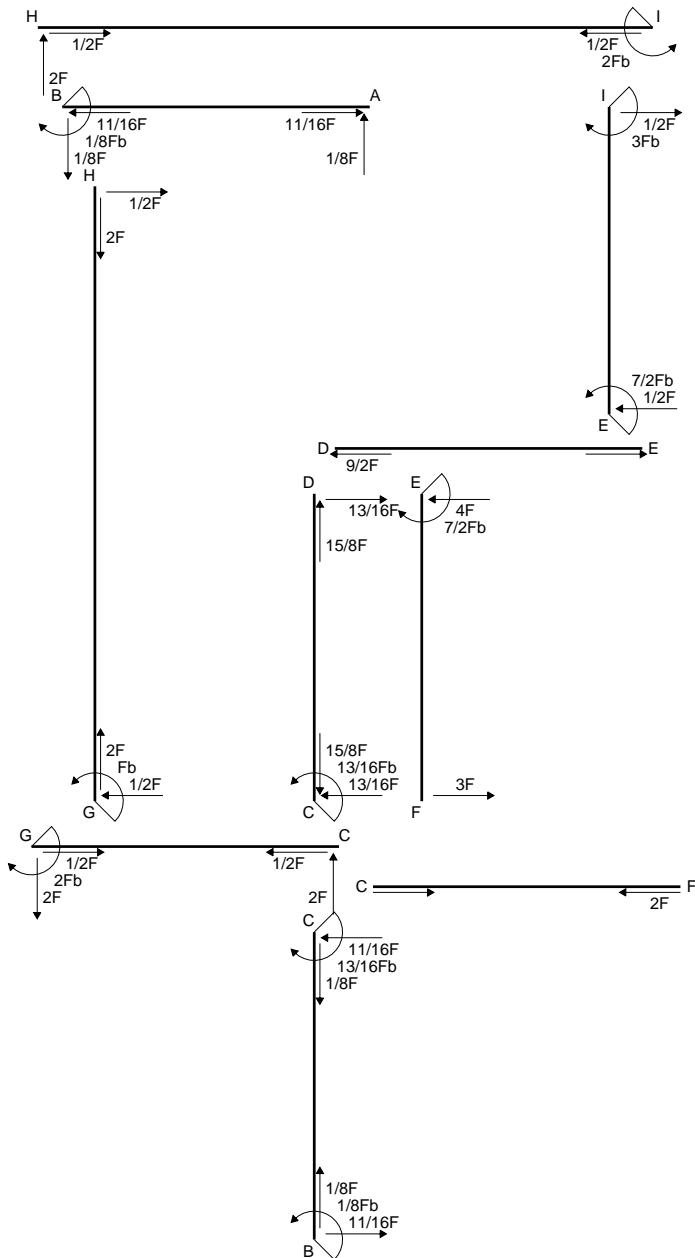 H I
1/2F 1/2F
2Fb
2F
B A I
11/16F 11/16F 1/2F
1/8Fb 3Fb
1/8F 1/8F
H
1/2F
2F
7/2Fb
1/2F
E
D E
9/2F
D E
13/16F 4F
7/2Fb
15/8F
2F 15/8F
Fb 13/16Fb
1/2F 13/16F 3F
G C F
G C
1/2F 1/2F
2Fb
2F 2F C F
2F
C
11/16F
13/16Fb
1/8F
1/8F
1/8Fb
11/16F
B